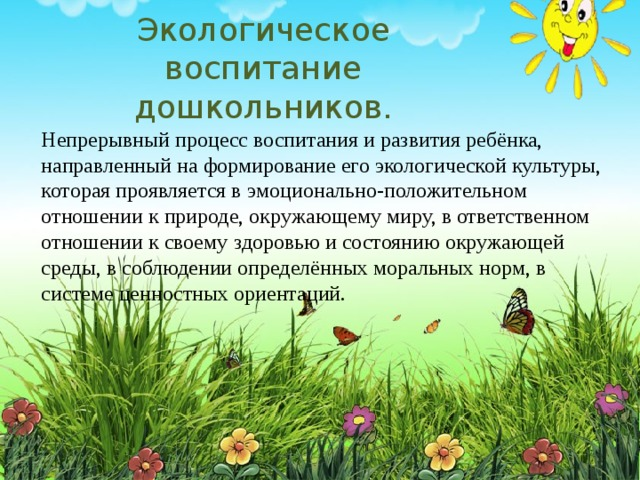 Экологическое
воспитание
дошкольников.
Непрерывный процесс воспитания и развития ребёнка,
направленный на формирование его экологической культуры,
которая проявляется в эмоционально-положительном
отношении к природе, окружающему миру, в ответственном
отношении к своему здоровью и состоянию окружающей
среды, в соблюдении определённых моральных норм, в
системе ценностных ориентаций.